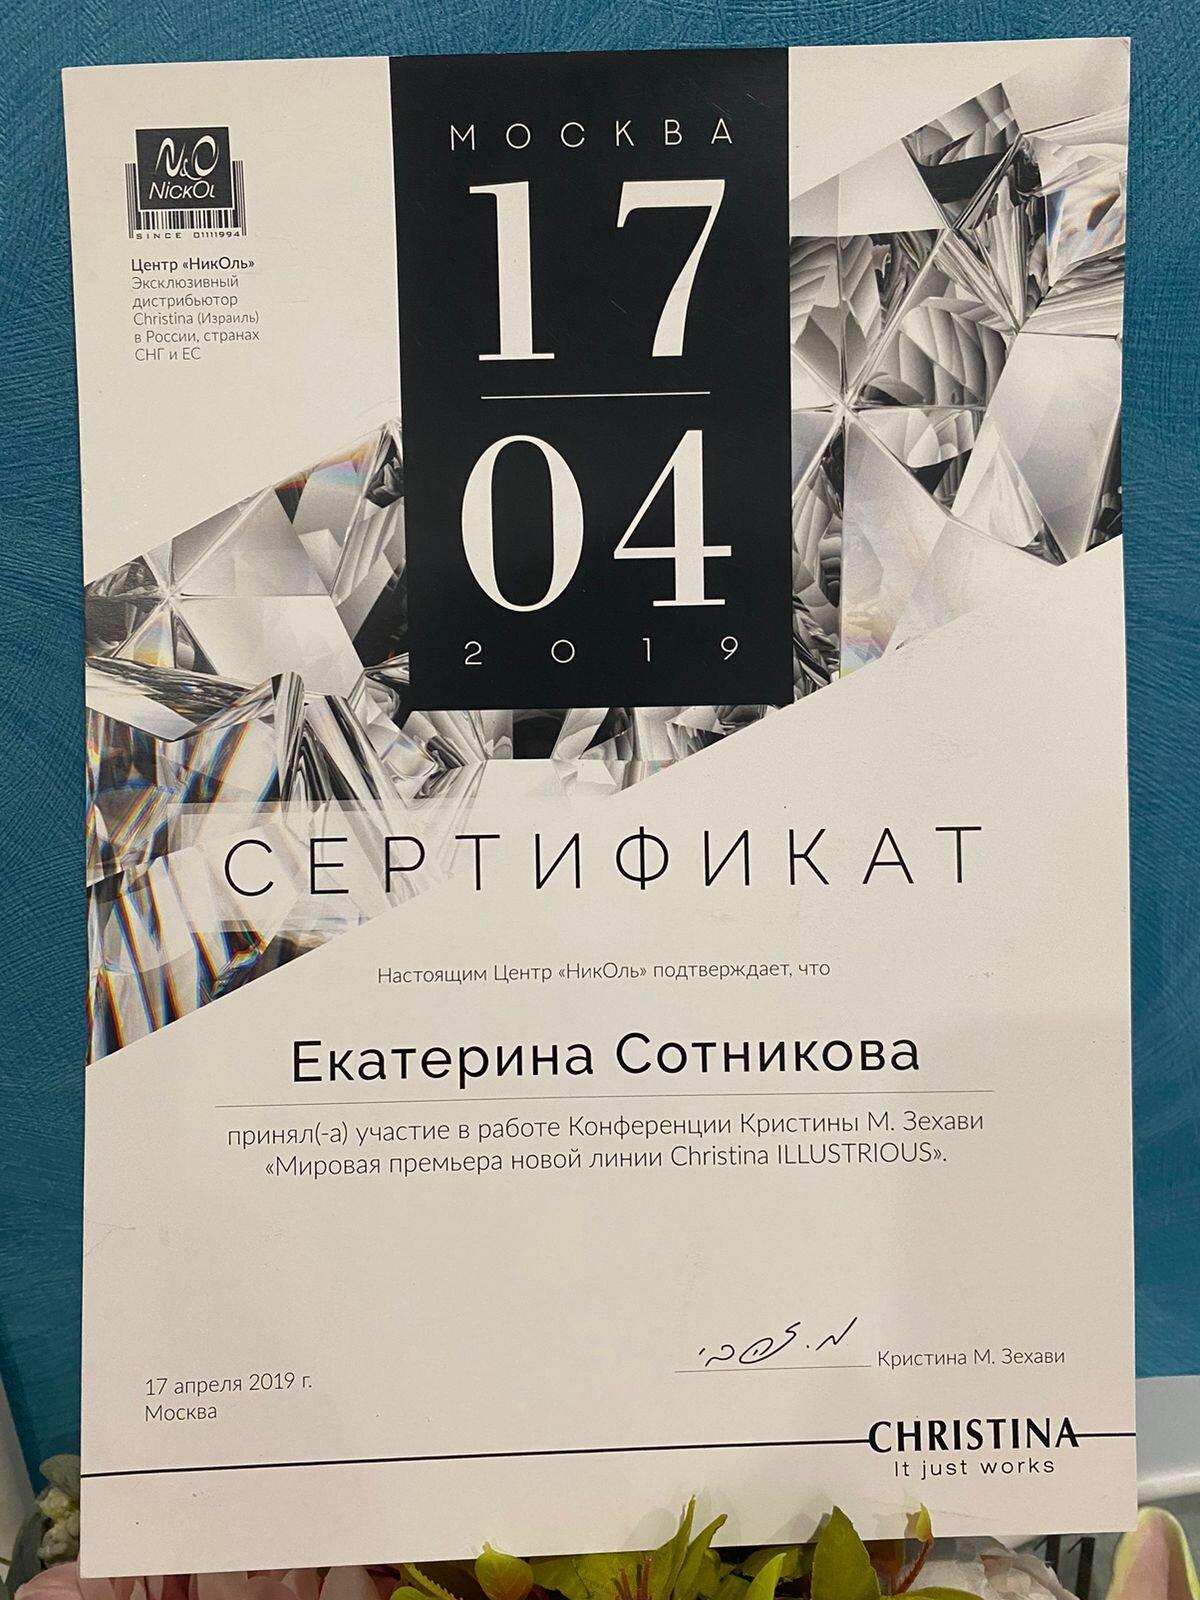 N&O
NickOl
SINCE 01111994
Центр «НикОль»
Эксклюзивный
дистрибьютор
Christina (Израиль)
в России, странах
СНГ и ЕС
МОСКВА
17
04
2019
СЕРТИФИКАТ
Настоящим Центр «НикОль» подтверждает, что
Екатерина Сотникова
принял(-а) участие в работе Конференции Кристины М. Зехави
«Мировая премьера новой линии Christina ILLUSTRIOUS».
Кристина М. Зехави
17 апреля 2019 г.
Москва
CHRISTINA
It just works